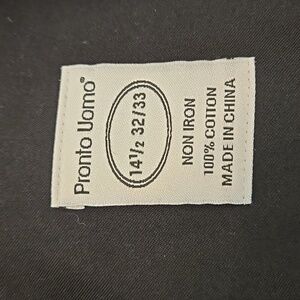 Pronto Uomo®
14½ 32/33
NON IRON
100% COTTON
MADE IN CHINA